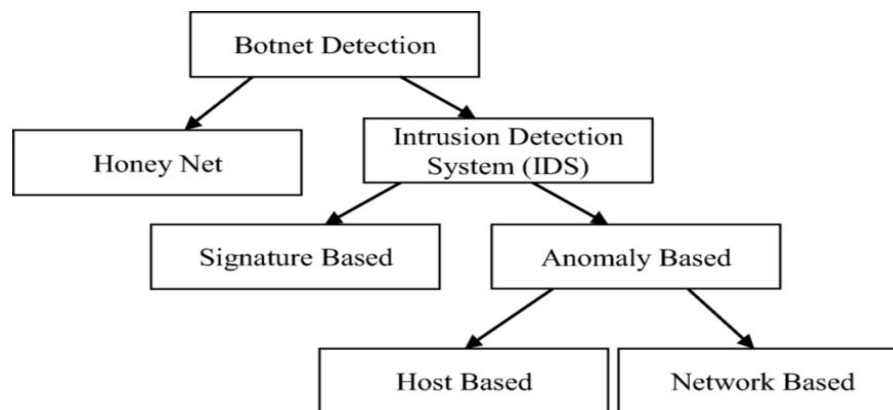 Botnet Detection
Honey Net
Intrusion Detection
System (IDS)
Signature Based
Anomaly Based
Host Based
Network Based